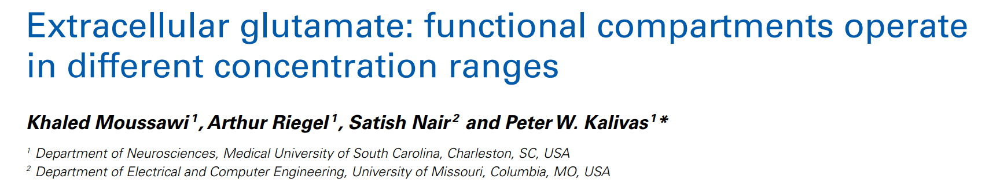 Extracellular glutamate: functional compartments operate
in different concentration ranges
Khaled Moussawi¹, Arthur Riegel¹, Satish Nair² and Peter W. Kalivas¹*
¹ Department of Neurosciences, Medical University of South Carolina, Charleston, SC, USA
² Department of Electrical and Computer Engineering, University of Missouri, Columbia, MO, USA